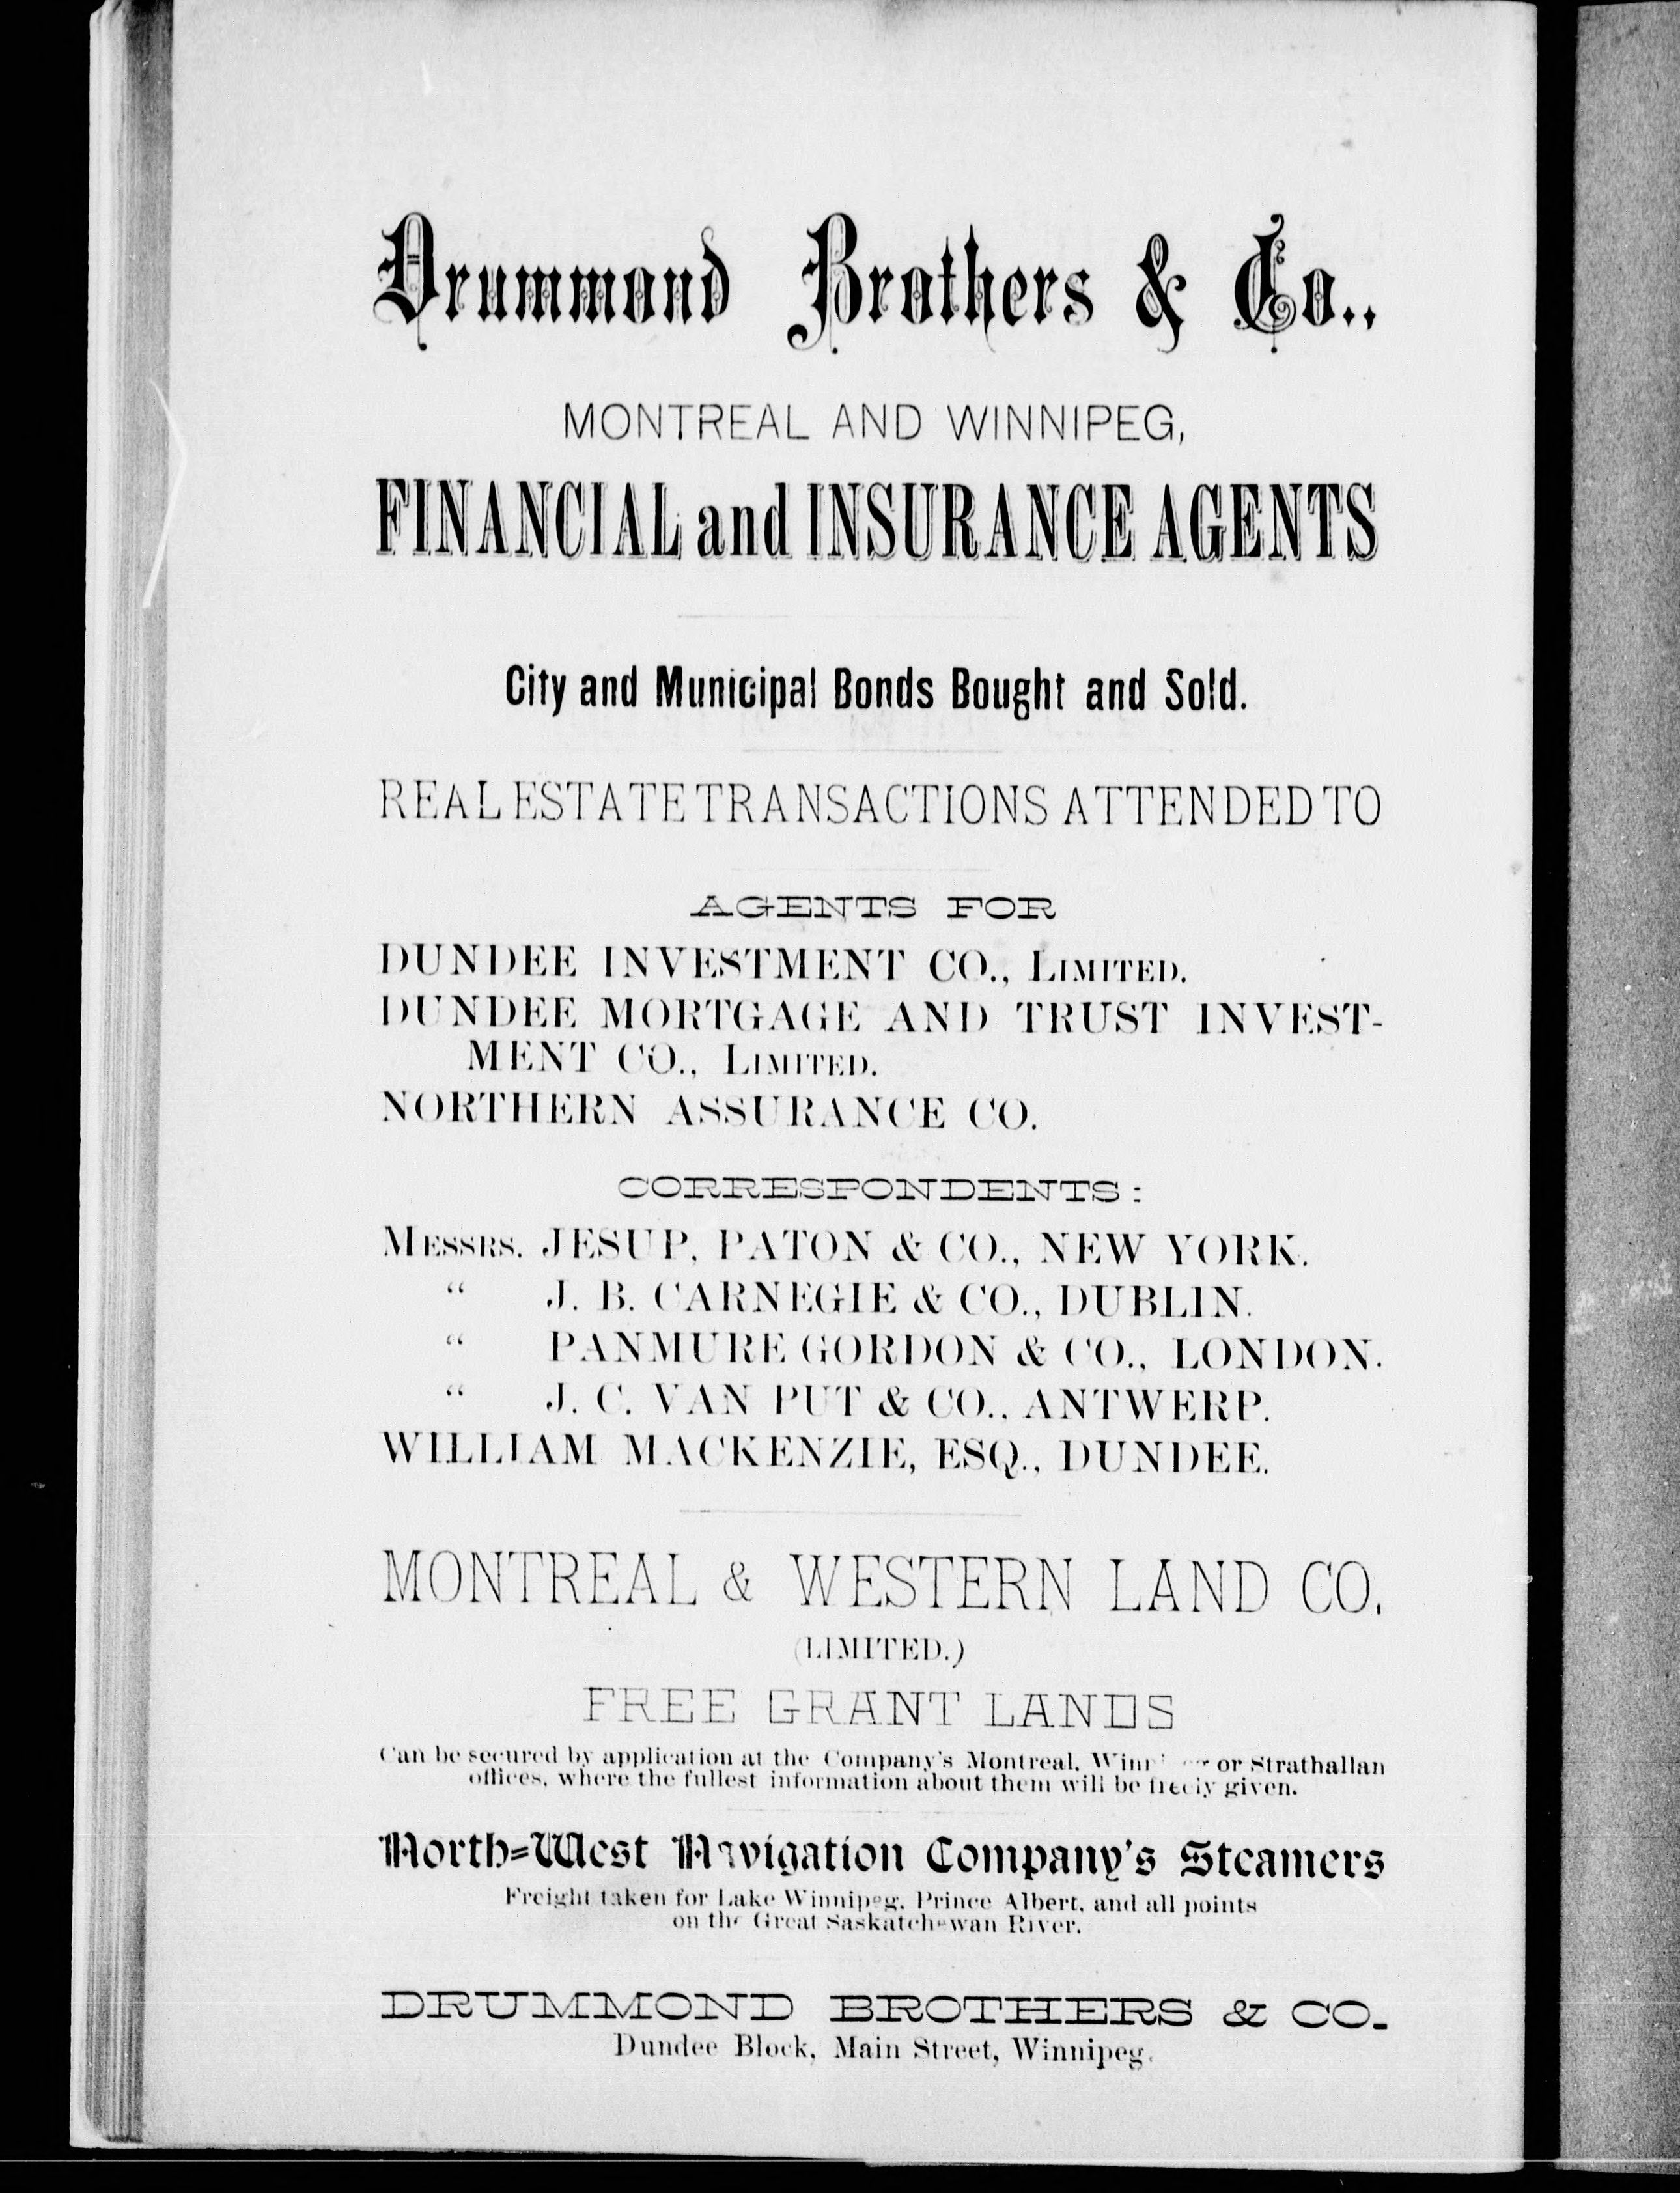 Drummond Brothers & Co.,
MONTREAL AND WINNIPEG,
FINANCIAL and INSURANCE AGENTS
City and Municipal Bonds Bought and Sold.
REAL ESTATE TRANSACTIONS ATTENDED TO
AGENTS FOR
DUNDEE INVESTMENT CO., LIMITED.
DUNDEE MORTGAGE AND TRUST INVEST-
MENT CO., LIMITED.
NORTHERN ASSURANCE CO.
CORRESPONDENTS:
MESSRS. JESUP, PATON & CO., NEW YORK.
“ J. B. CARNEGIE & CO., DUBLIN.
“ PANMURE GORDON & CO., LONDON.
“ J. C. VAN PUT & CO., ANTWERP.
WILLIAM MACKENZIE, ESQ., DUNDEE.
MONTREAL & WESTERN LAND CO.
(LIMITED.)
FREE GRANT LANDS
Can be secured by application at the Company's Montreal, Winnipeg or Strathallan
offices, where the fullest information about them will be freely given.
North-West Navigation Company's Steamers
Freight taken for Lake Winnipeg, Prince Albert, and all points
on the Great Saskatchewan River.
DRUMMOND BROTHERS & CO.
Dundee Block, Main Street, Winnipeg.